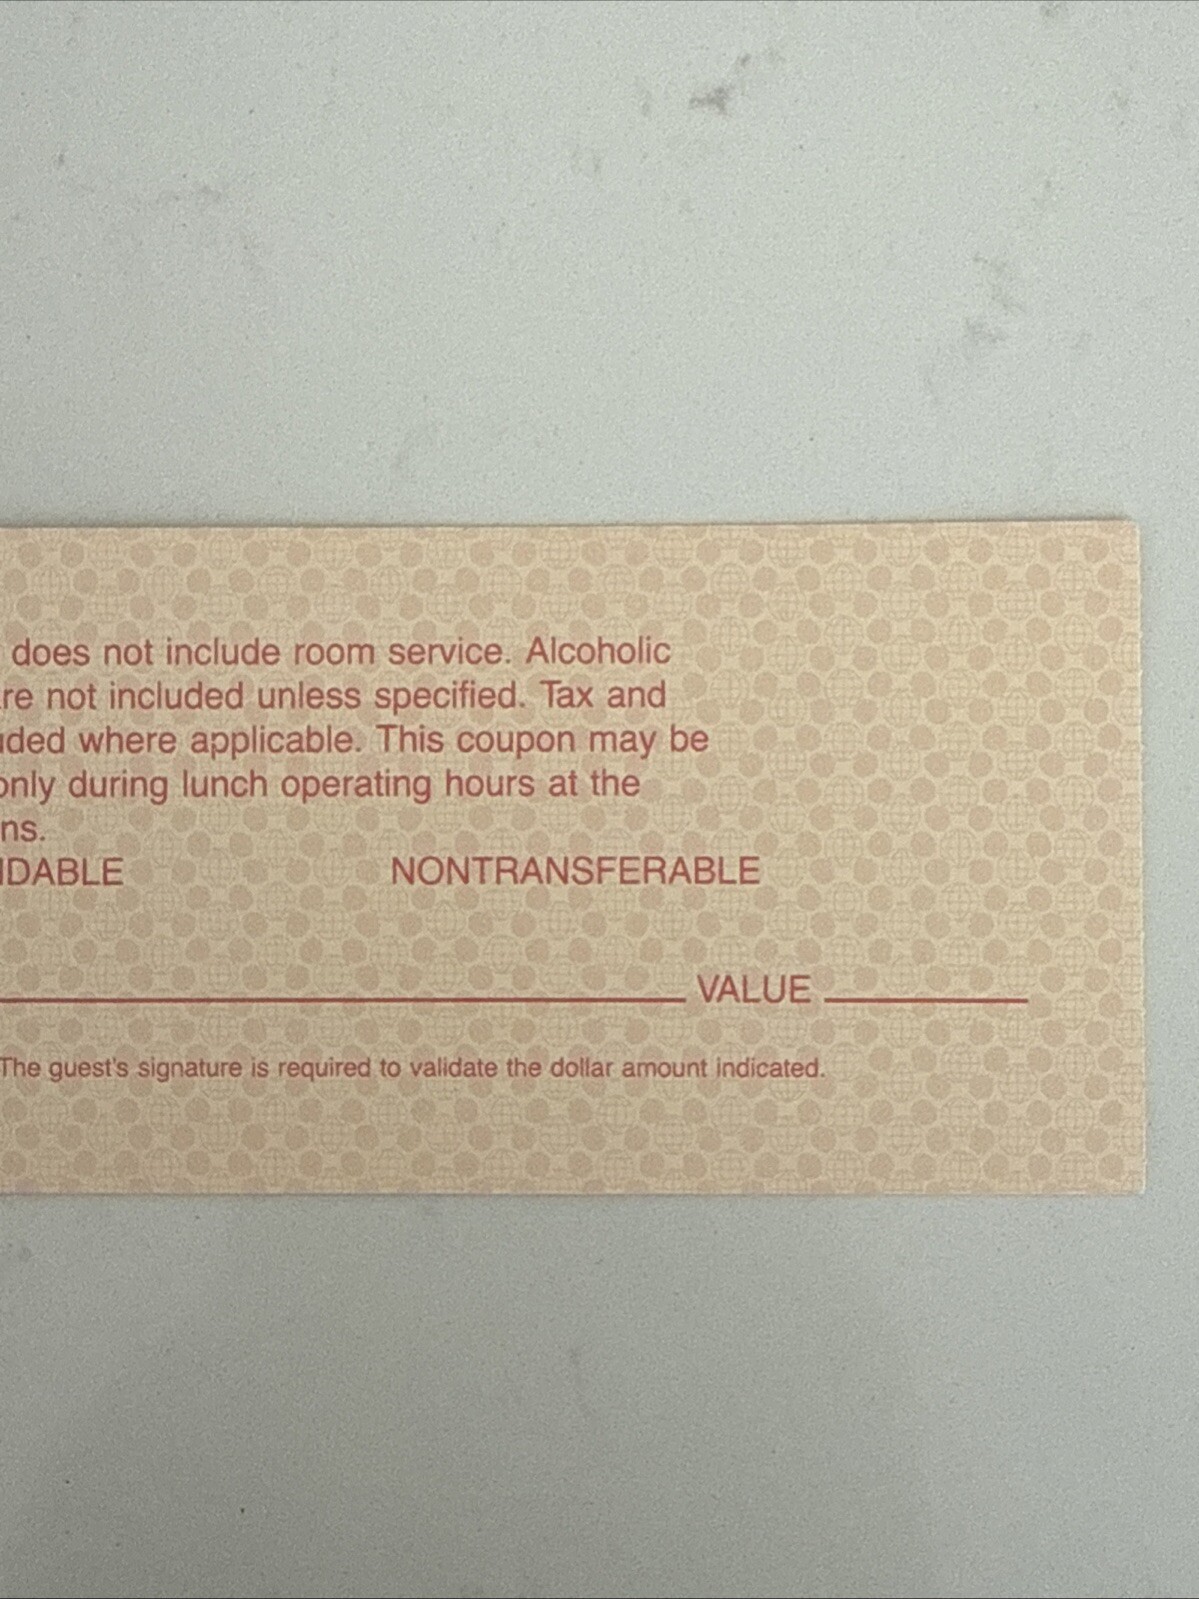 does not include room service. Alcoholic
re not included unless specified. Tax and
ded where applicable. This coupon may be
only during lunch operating hours at the
ns.
DABLE NONTRANSFERABLE
VALUE
The guest's signature is required to validate the dollar amount indicated.